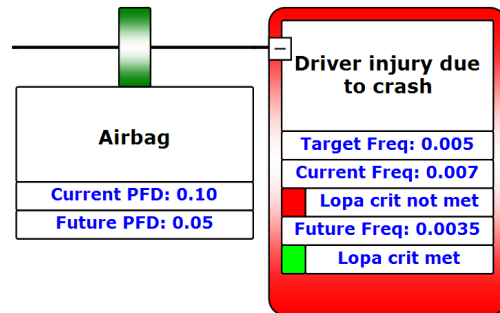 Airbag
Current PFD: 0.10
Future PFD: 0.05
Driver injury due
to crash
Target Freq: 0.005
Current Freq: 0.007
Lopa crit not met
Future Freq: 0.0035
Lopa crit met